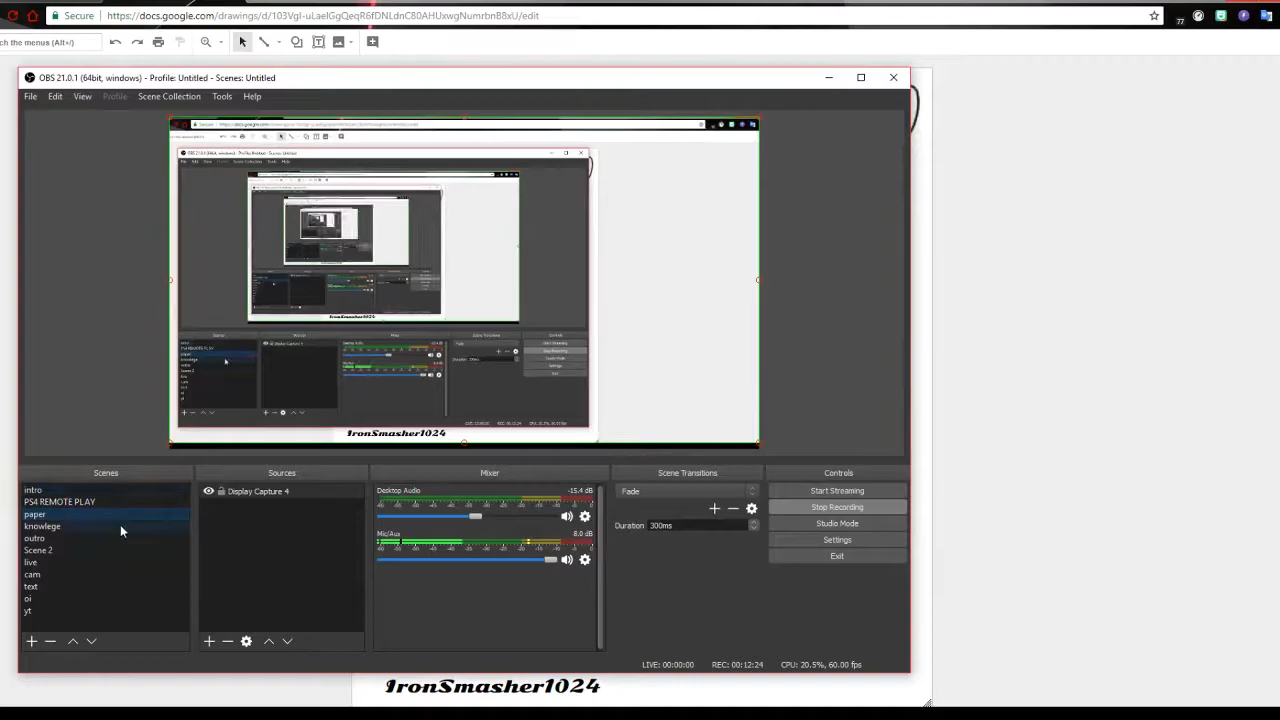 Secure https://docs.google.com/drawings/d/103VgI-uLaelGgQeqR6fDNLdnC80AHUxwgNumrbnB8xU/edit
77
ch the menus (Alt+/)
OBS 21.0.1 (64bit, windows) - Profile: Untitled - Scenes: Untitled
File Edit View Profile Scene Collection Tools Help
IronSmasher1024
Scenes Sources Mixer Scene Transitions Controls
intro
PS4 REMOTE PLAY
paper
knowlege
outro
Scene 2
live
cam
text
oi
yt
Display Capture 4
Desktop Audio -15.4 dB
Mic/Aux 8.0 dB
Fade
Duration 300ms
Start Streaming
Stop Recording
Studio Mode
Settings
Exit
LIVE: 00:00:00 REC: 00:12:24 CPU: 20.5%, 60.00 fps
IronSmasher1024